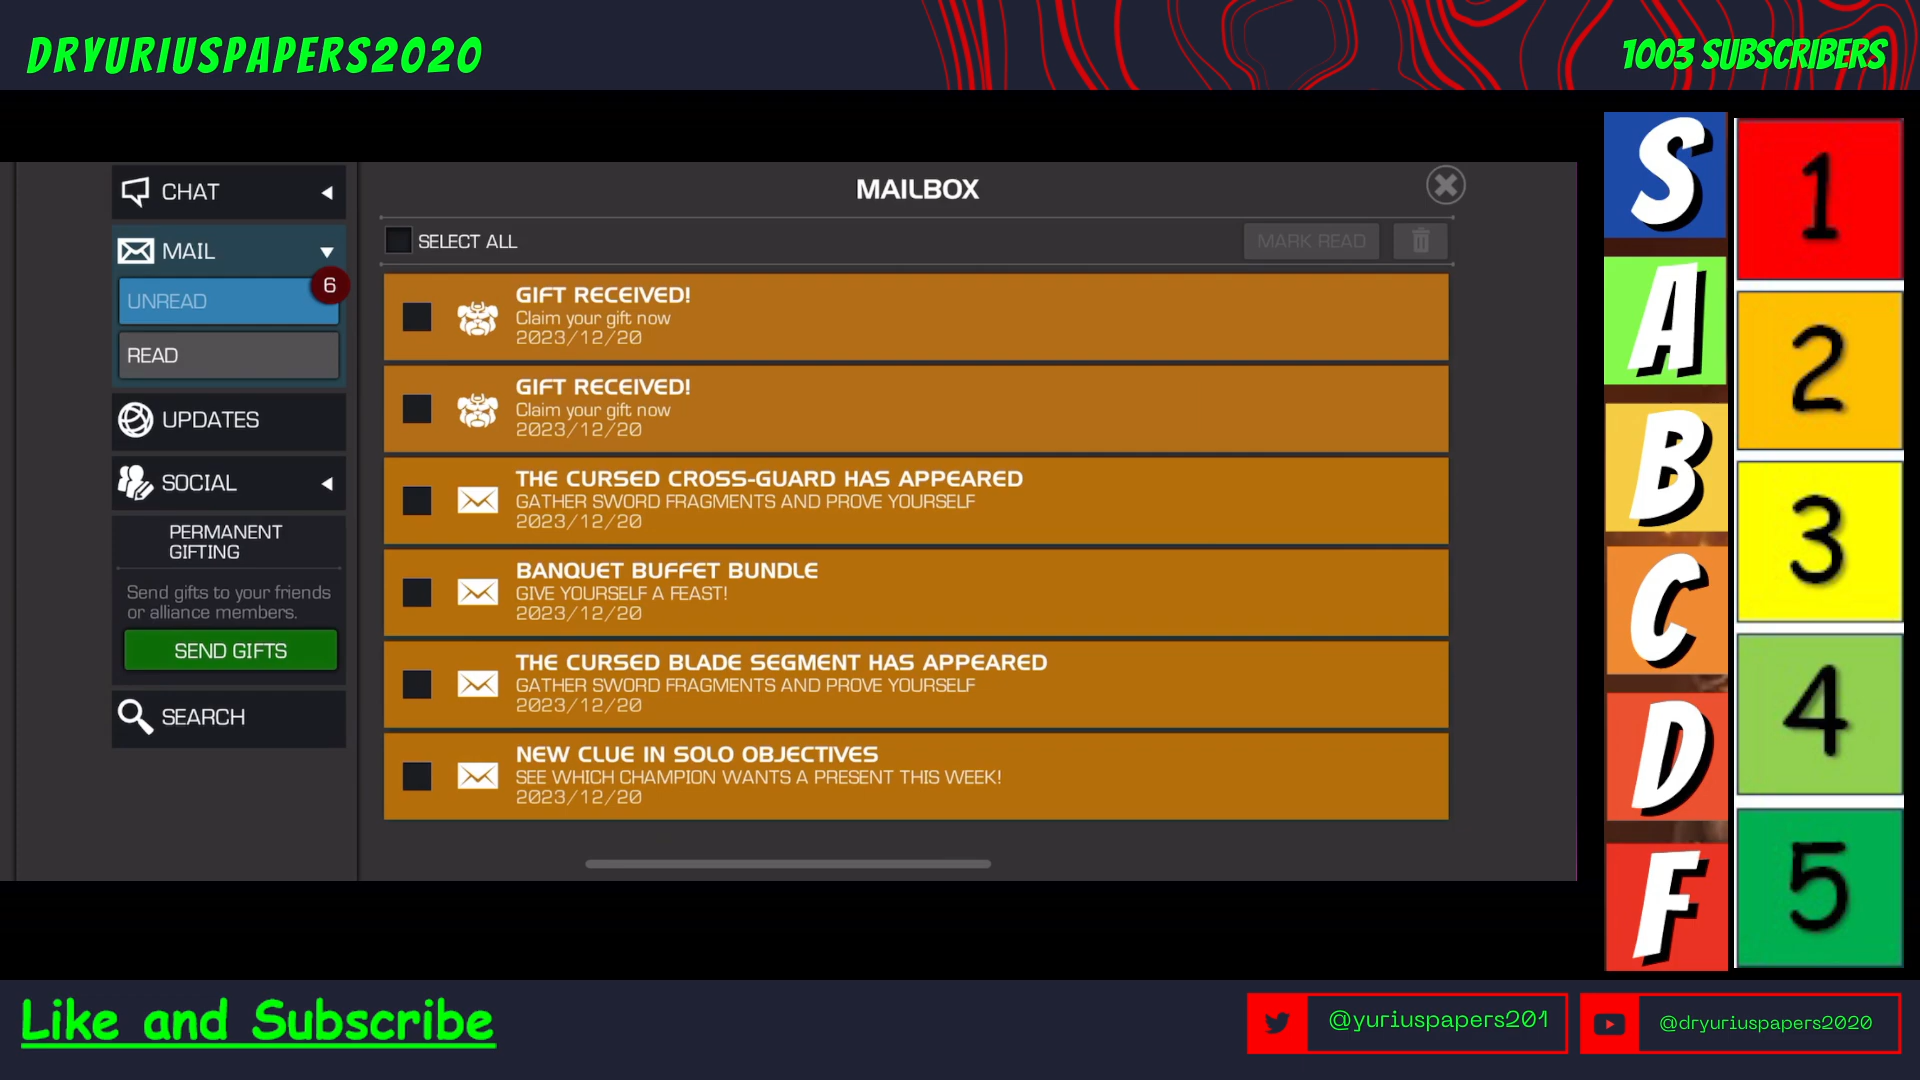 DRYURIUSPAPERS2020
1003 SUBSCRIBERS
CHAT
MAIL
6
UNREAD
READ
UPDATES
SOCIAL
PERMANENT
GIFTING
Send gifts to your friends
or alliance members.
SEND GIFTS
SEARCH
MAILBOX
SELECT ALL
MARK READ
GIFT RECEIVED!
Claim your gift now
2023/12/20
GIFT RECEIVED!
Claim your gift now
2023/12/20
THE CURSED CROSS-GUARD HAS APPEARED
GATHER SWORD FRAGMENTS AND PROVE YOURSELF
2023/12/20
BANQUET BUFFET BUNDLE
GIVE YOURSELF A FEAST!
2023/12/20
THE CURSED BLADE SEGMENT HAS APPEARED
GATHER SWORD FRAGMENTS AND PROVE YOURSELF
2023/12/20
NEW CLUE IN SOLO OBJECTIVES
SEE WHICH CHAMPION WANTS A PRESENT THIS WEEK!
2023/12/20
S
A
B
C
D
F
1
2
3
4
5
Like and Subscribe
@yuriuspapers201
@dryuriuspapers2020